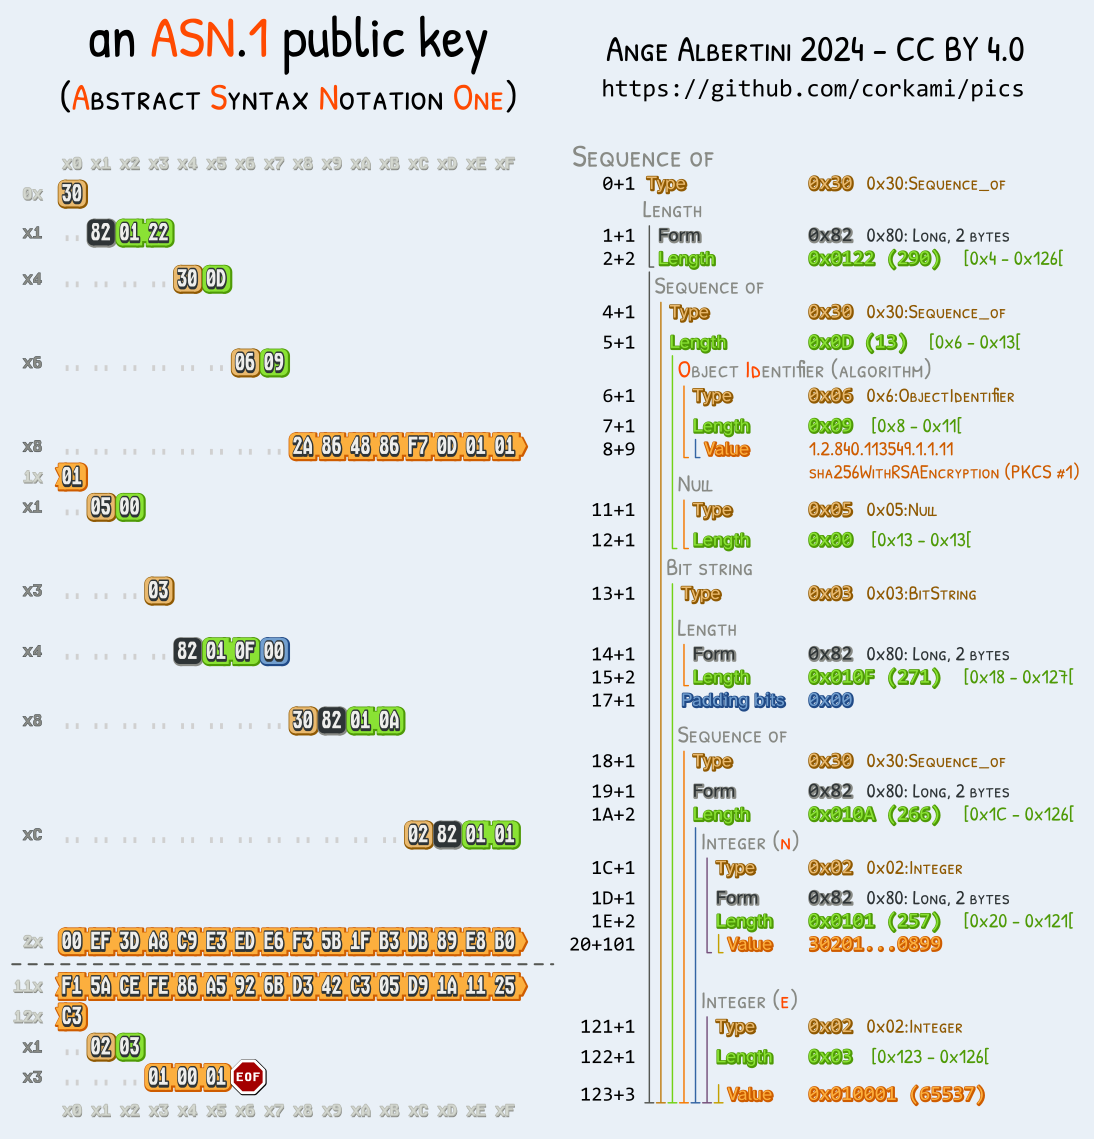 an ASN.1 public key
(Abstract Syntax Notation One)
Ange Albertini 2024 - CC BY 4.0
https://github.com/corkami/pics
x0 x1 x2 x3 x4 x5 x6 x7 x8 x9 xA xB xC xD xE xF
0x 30
x1 .. 82 01 22
x4 .. .. .. .. 30 0D
x6 .. .. .. .. .. .. 06 09
x8 .. .. .. .. .. .. .. .. 2A 86 48 86 F7 0D 01 01
1x 01
x1 .. 05 00
x3 .. .. .. 03
x4 .. .. .. .. 82 01 0F 00
x8 .. .. .. .. .. .. .. .. 30 82 01 0A
xC .. .. .. .. .. .. .. .. .. .. .. .. 02 82 01 01
2x 00 EF 3D A8 C9 E3 ED E6 F3 5B 1F B3 DB 89 E8 B0
11x F1 5A CE FE 86 A5 92 6B D3 42 C3 05 D9 1A 11 25
12x C3
x1 .. 02 03
x3 .. .. .. 01 00 01 EOF
x0 x1 x2 x3 x4 x5 x6 x7 x8 x9 xA xB xC xD xE xF
Sequence of
0+1 Type 0x30 0x30:Sequence_of
Length
1+1 Form 0x82 0x80: Long, 2 bytes
2+2 Length 0x0122 (290) [0x4 - 0x126[
Sequence of
4+1 Type 0x30 0x30:Sequence_of
5+1 Length 0x0D (13) [0x6 - 0x13[
Object Identifier (algorithm)
6+1 Type 0x06 0x6:ObjectIdentifier
7+1 Length 0x09 [0x8 - 0x11[
8+9 Value 1.2.840.113549.1.1.11
sha256WithRSAEncryption (PKCS #1)
Null
11+1 Type 0x05 0x05:Null
12+1 Length 0x00 [0x13 - 0x13[
Bit string
13+1 Type 0x03 0x03:BitString
Length
14+1 Form 0x82 0x80: Long, 2 bytes
15+2 Length 0x010F (271) [0x18 - 0x127[
17+1 Padding bits 0x00
Sequence of
18+1 Type 0x30 0x30:Sequence_of
19+1 Form 0x82 0x80: Long, 2 bytes
1A+2 Length 0x010A (266) [0x1C - 0x126[
Integer (n)
1C+1 Type 0x02 0x02:Integer
1D+1 Form 0x82 0x80: Long, 2 bytes
1E+2 Length 0x0101 (257) [0x20 - 0x121[
20+101 Value 30201...0899
Integer (e)
121+1 Type 0x02 0x02:Integer
122+1 Length 0x03 [0x123 - 0x126[
123+3 Value 0x010001 (65537)